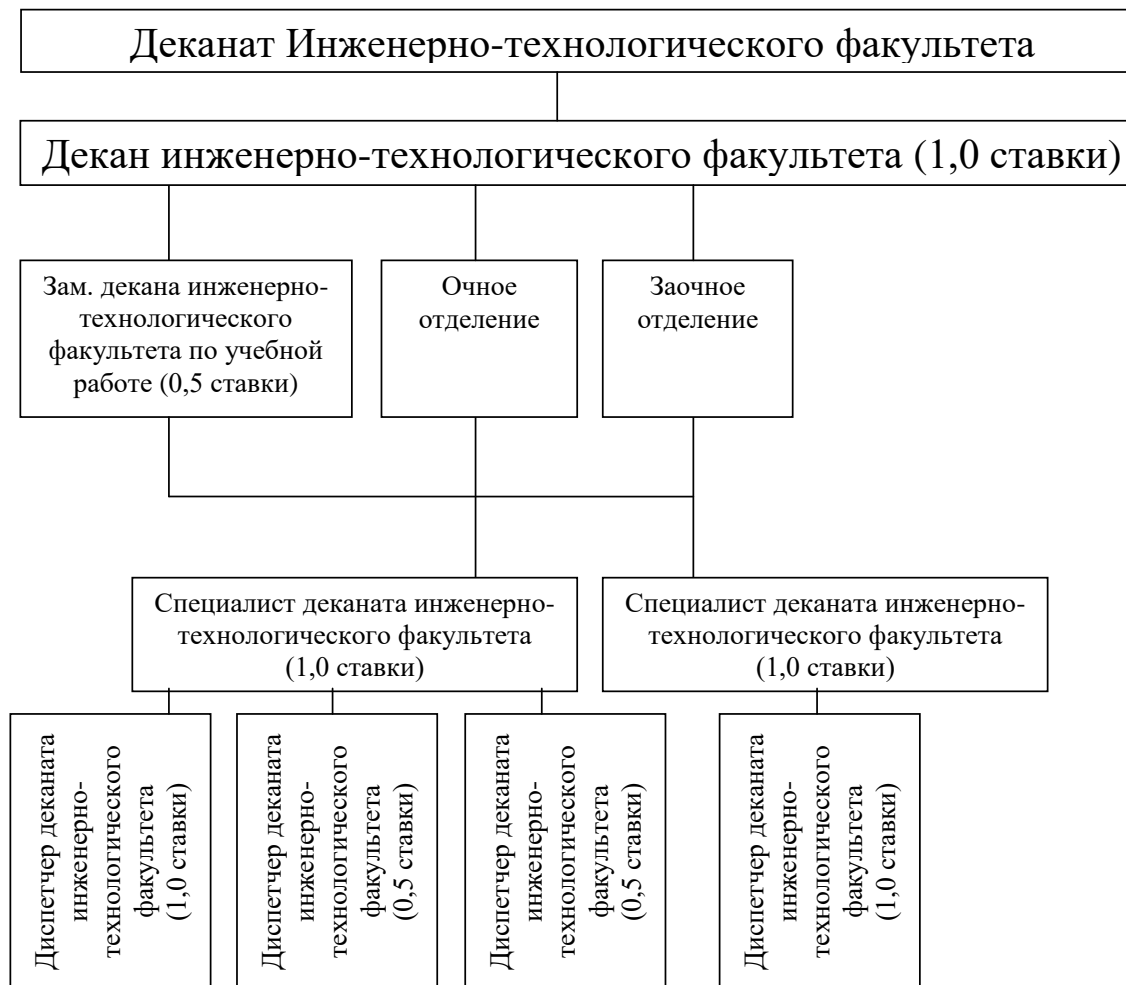 Деканат Инженерно-технологического факультета
Декан инженерно-технологического факультета (1,0 ставки)
Зам. декана инженерно-
технологического
факультета по учебной
работе (0,5 ставки)
Очное
отделение
Заочное
отделение
Специалист деканата инженерно-
технологического факультета
(1,0 ставки)
Специалист деканата инженерно-
технологического факультета
(1,0 ставки)
Диспетчер деканата
инженерно-
технологического
факультета
(1,0 ставки)
Диспетчер деканата
инженерно-
технологического
факультета
(0,5 ставки)
Диспетчер деканата
инженерно-
технологического
факультета
(0,5 ставки)
Диспетчер деканата
инженерно-
технологического
факультета
(1,0 ставки)